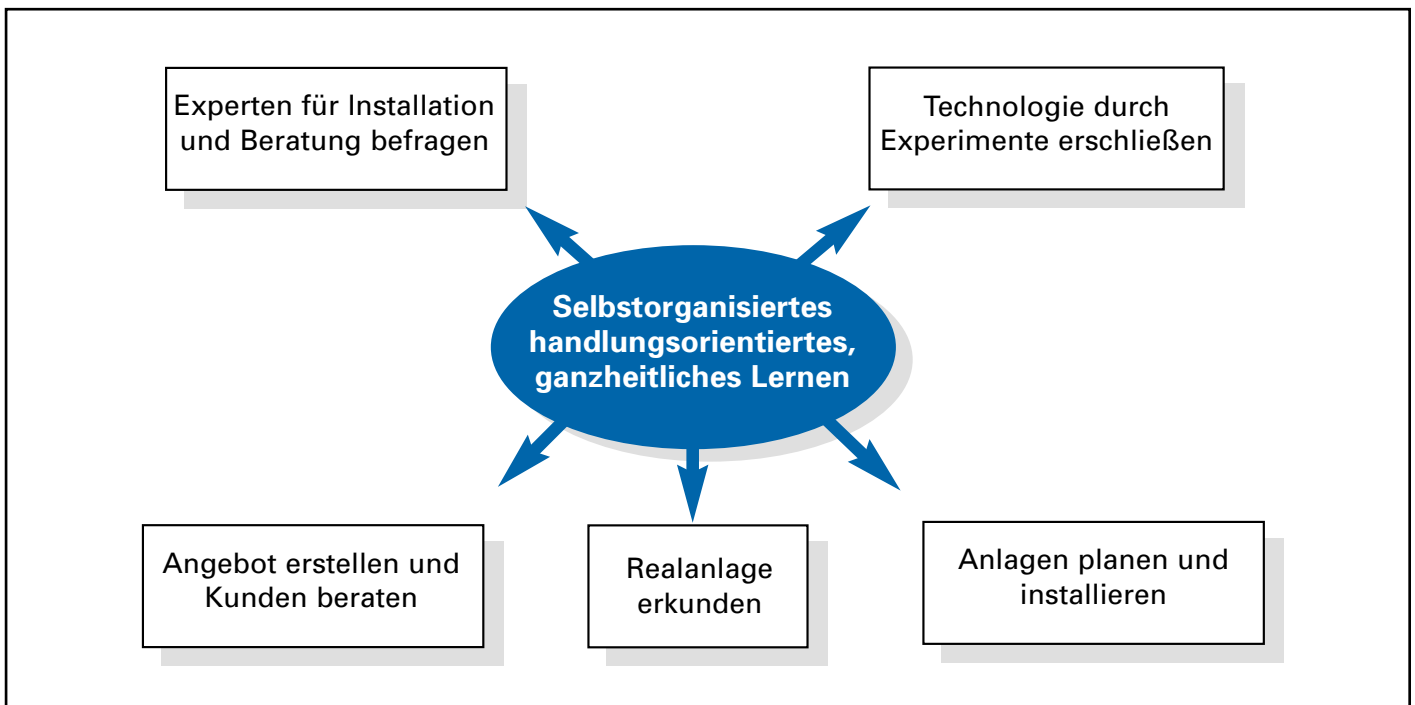 Experten für Installation
und Beratung befragen
Technologie durch
Experimente erschließen
Selbstorganisiertes
handlungsorientiertes,
ganzheitliches Lernen
Angebot erstellen und
Kunden beraten
Realanlage
erkunden
Anlagen planen und
installieren